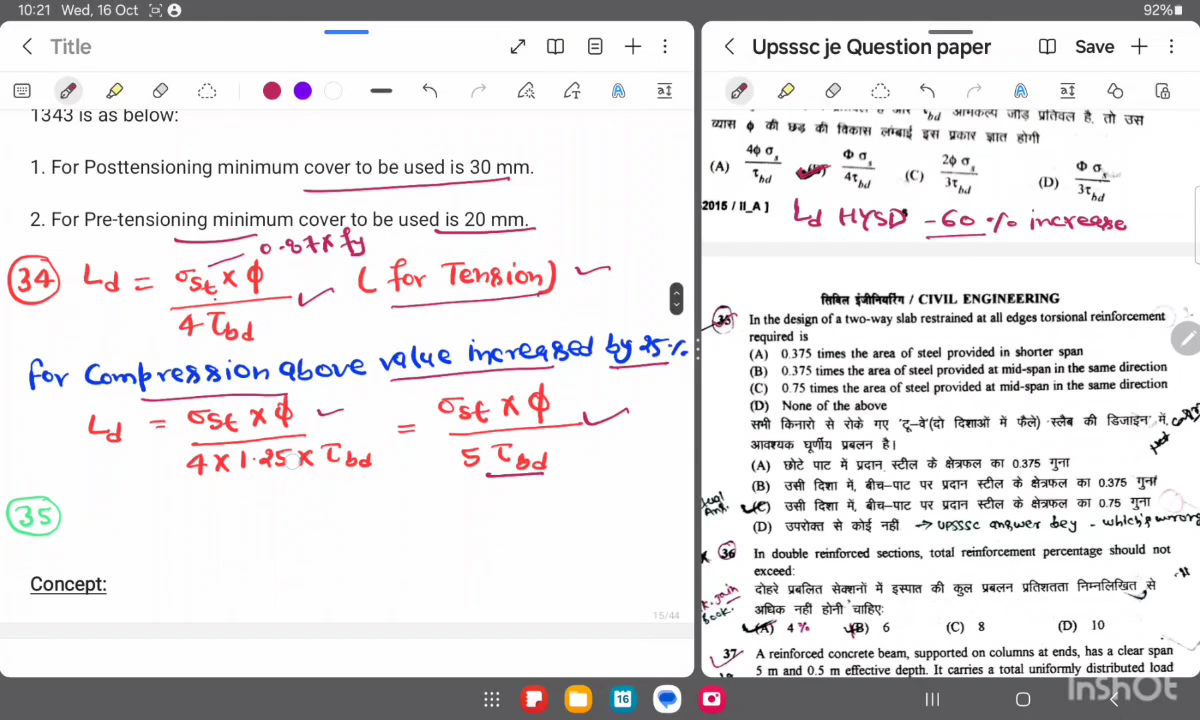 10:21 Wed, 16 Oct
92%
Title
1343 is as below:
1. For Posttensioning minimum cover to be used is 30 mm.
2. For Pre-tensioning minimum cover to be used is 20 mm.
0.87 x fy
34 Ld = σst x ϕ / 4 τbd (for Tension)
for Compression above value increased by 25%
Ld = σst x ϕ / 4 x 1.25 x τbd = σst x ϕ / 5 τbd
35
Concept:
15/44
Upsssc je Question paper
Save
bd जोड़ प्रतिबल है, तो उस
व्यास ϕ की छड़ की विकास लंम्बाई इस प्रकार ज्ञात होगी
(A) 4ϕ σs / τbd Φ σs / 4τbd (C) 2ϕ σs / 3τbd (D) Φ σs / 3τbd
2015 / II_A ]
Ld HYSD - 60 % increase
सिविल इंजीनियरिंग / CIVIL ENGINEERING
35 In the design of a two-way slab restrained at all edges torsional reinforcement
required is
(A) 0.375 times the area of steel provided in shorter span
(B) 0.375 times the area of steel provided at mid-span in the same direction
(C) 0.75 times the area of steel provided at mid-span in the same direction
(D) None of the above
सभी किनारो से रोके गए 'टू–वे'(दो दिशाओं में फैले) स्लैब की डिजाइन में,
आवश्यक घूर्णीय प्रबलन है।
(A) छोटे पाट में प्रदान स्टील के क्षेत्रफल का 0.375 गुना
(B) उसी दिशा में, बीच–पाट पर प्रदान स्टील के क्षेत्रफल का 0.375 गुना
(C) उसी दिशा में, बीच–पाट पर प्रदान स्टील के क्षेत्रफल का 0.75 गुना
(D) उपरोक्त से कोई नहीं → UPSSSC answer key - which's wrong
36 In double reinforced sections, total reinforcement percentage should not
exceed:
दोहरे प्रबलित सेक्शनों में इस्पात की कुल प्रबलन प्रतिशतता निम्नलिखित से
अधिक नहीं होनी चाहिए:
Jain
Book.
(A) 4 % (B) 6 (C) 8 (D) 10
37 A reinforced concrete beam, supported on columns at ends, has a clear span
5 m and 0.5 m effective depth. It carries a total uniformly distributed load
16
InShOt